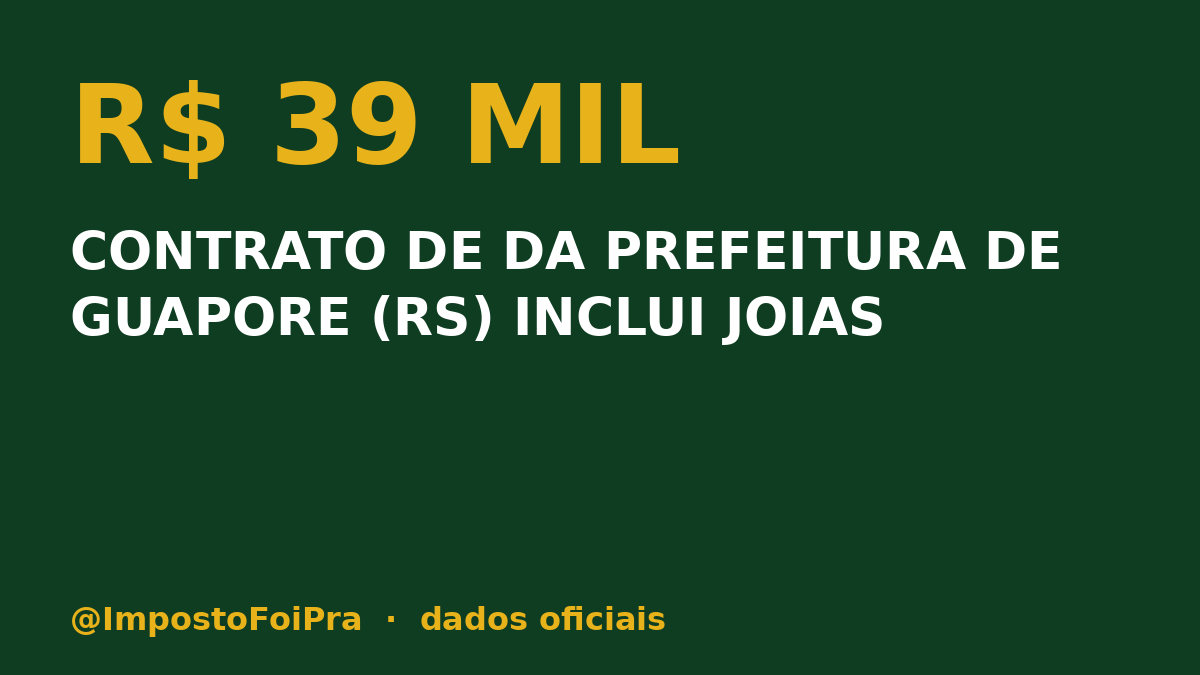 R$ 39 MIL
CONTRATO DE DA PREFEITURA DE
GUAPORE (RS) INCLUI JOIAS
@ImpostoFoiPra · dados oficiais